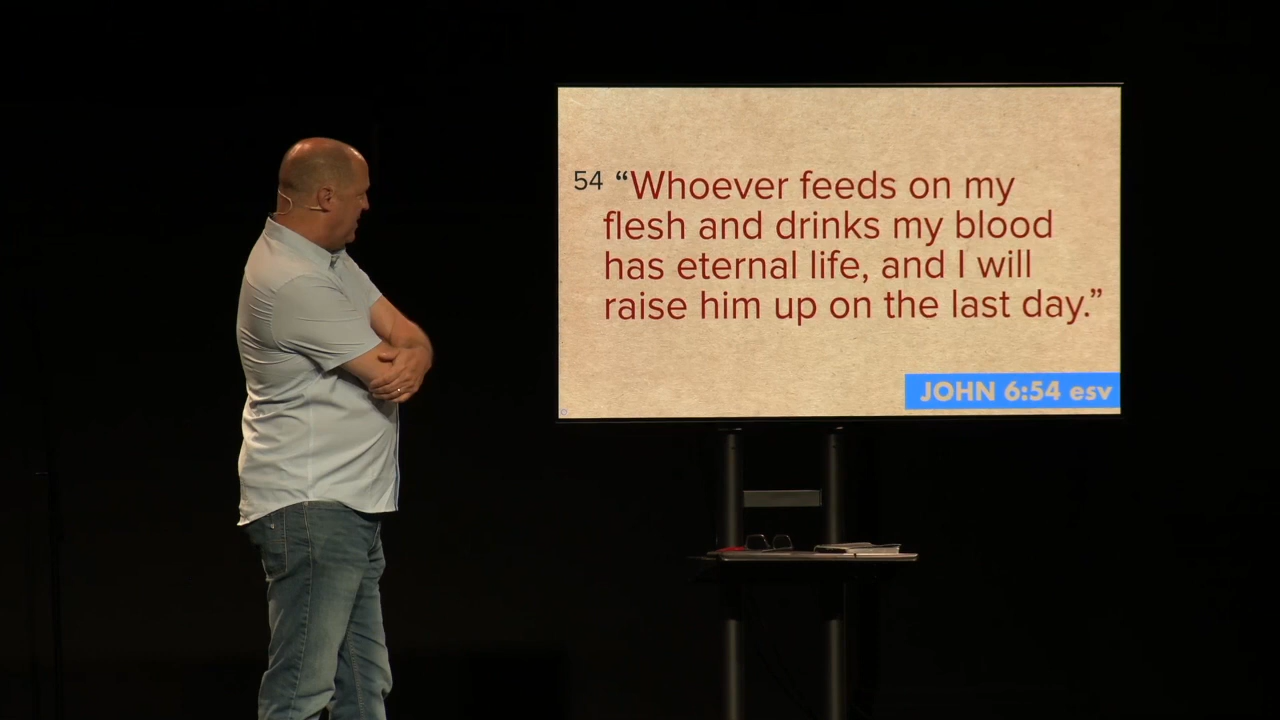 54 “Whoever feeds on my
flesh and drinks my blood
has eternal life, and I will
raise him up on the last day.”
JOHN 6:54 esv